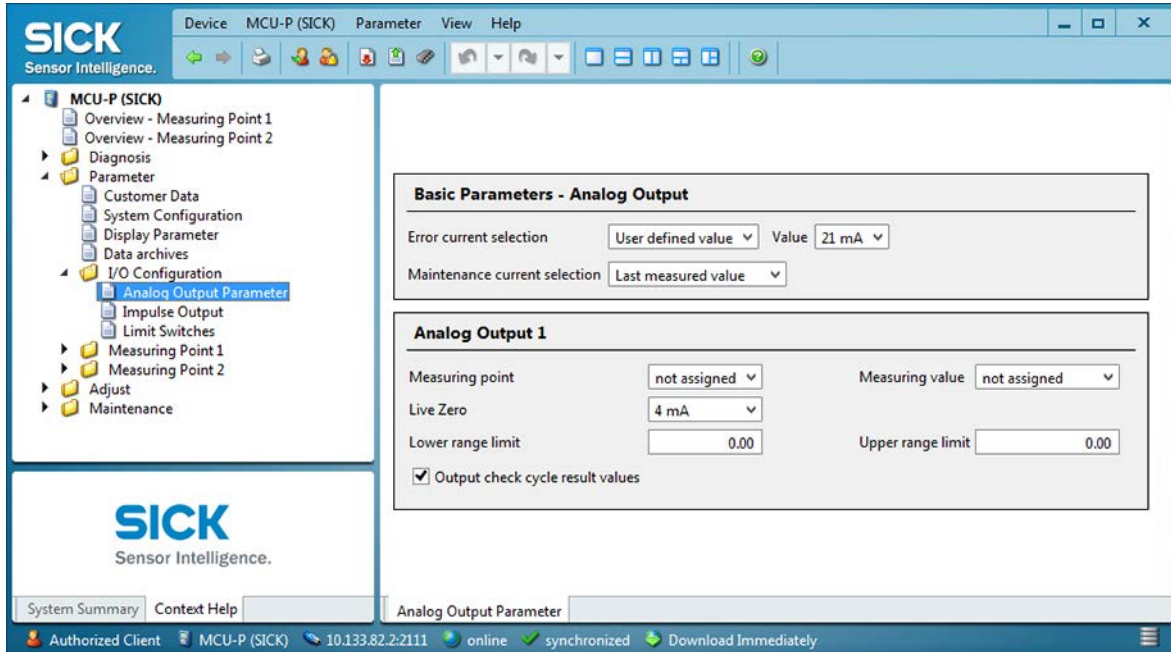 SICK
Sensor Intelligence.
Device MCU-P (SICK) Parameter View Help
MCU-P (SICK)
Overview - Measuring Point 1
Overview - Measuring Point 2
Diagnosis
Parameter
Customer Data
System Configuration
Display Parameter
Data archives
I/O Configuration
Analog Output Parameter
Impulse Output
Limit Switches
Measuring Point 1
Measuring Point 2
Adjust
Maintenance
SICK
Sensor Intelligence.
System Summary Context Help
Basic Parameters - Analog Output
Error current selection User defined value Value 21 mA
Maintenance current selection Last measured value
Analog Output 1
Measuring point not assigned Measuring value not assigned
Live Zero 4 mA
Lower range limit 0.00 Upper range limit 0.00
Output check cycle result values
Analog Output Parameter
Authorized Client MCU-P (SICK) 10.133.82.2:2111 online synchronized Download Immediately